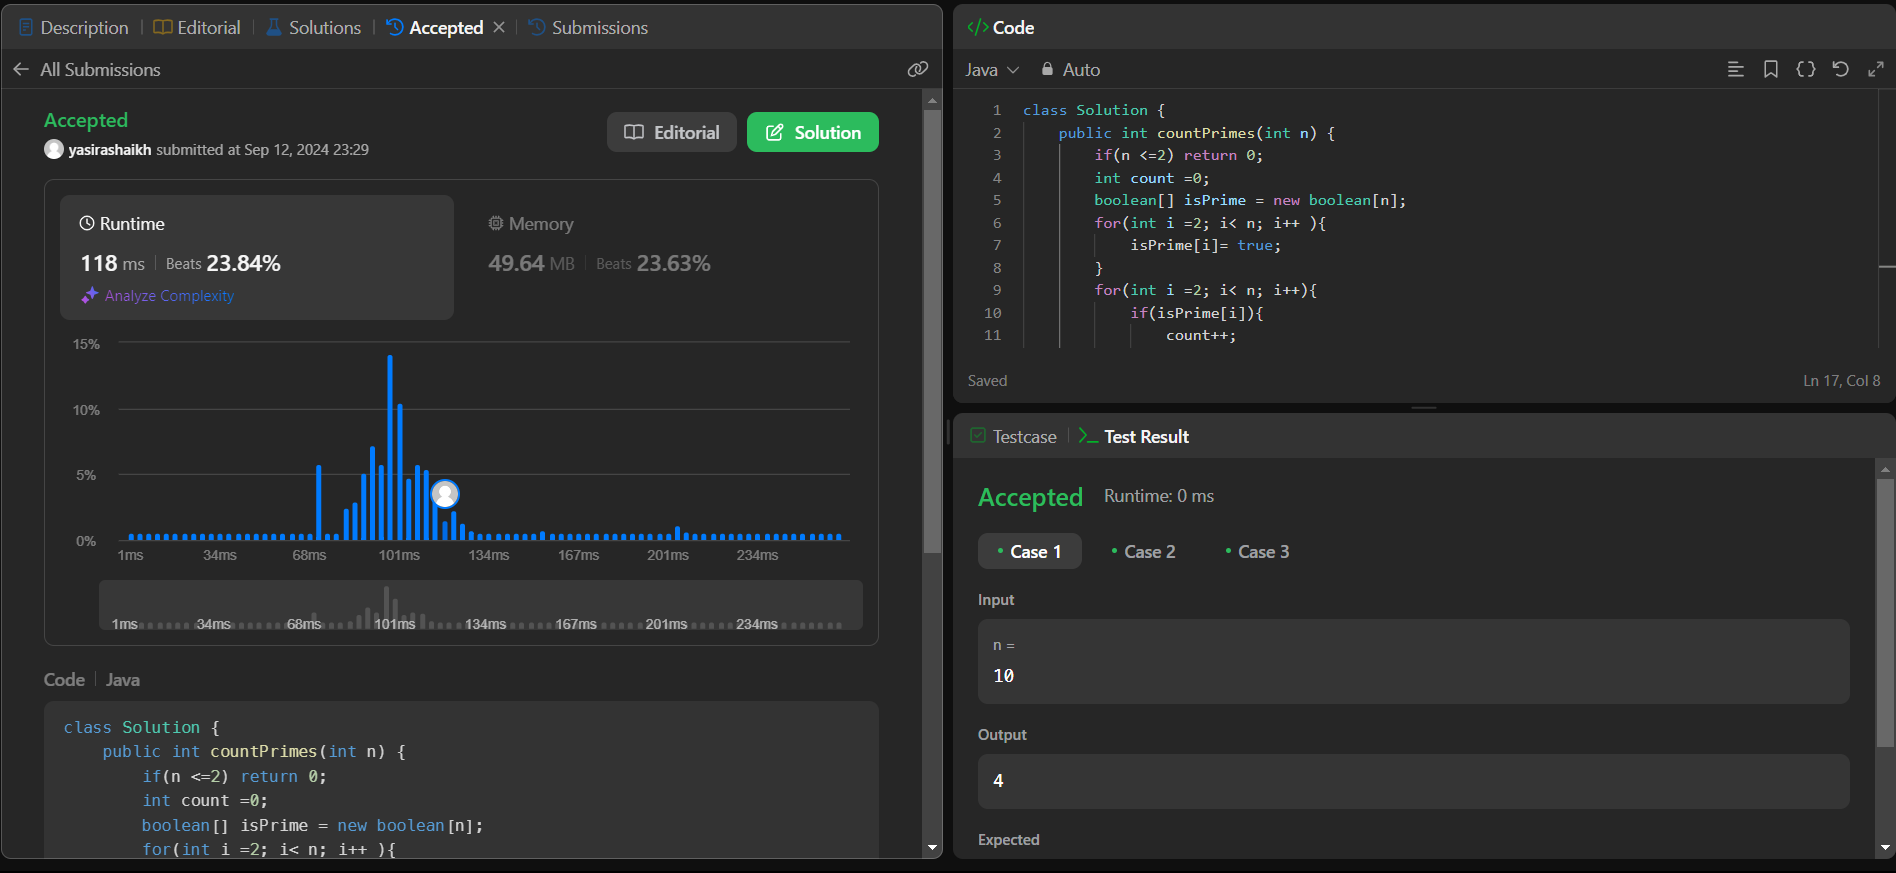 Description | Editorial | Solutions | Accepted | Submissions
All Submissions
Accepted
yasirashaikh submitted at Sep 12, 2024 23:29
Editorial
Solution
Runtime
118 ms | Beats 23.84%
Analyze Complexity
Memory
49.64 MB | Beats 23.63%
15%
10%
5%
0%
1ms 34ms 68ms 101ms 134ms 167ms 201ms 234ms
1ms 34ms 68ms 101ms 134ms 167ms 201ms 234ms
Code | Java
class Solution {
    public int countPrimes(int n) {
        if(n <=2) return 0;
        int count =0;
        boolean[] isPrime = new boolean[n];
        for(int i =2; i< n; i++ ){
</> Code
Java Auto
1 class Solution {
2     public int countPrimes(int n) {
3         if(n <=2) return 0;
4         int count =0;
5         boolean[] isPrime = new boolean[n];
6         for(int i =2; i< n; i++ ){
7             isPrime[i]= true;
8         }
9         for(int i =2; i< n; i++){
10             if(isPrime[i]){
11                 count++;
Saved
Ln 17, Col 8
Testcase | Test Result
Accepted Runtime: 0 ms
Case 1 Case 2 Case 3
Input
n =
10
Output
4
Expected